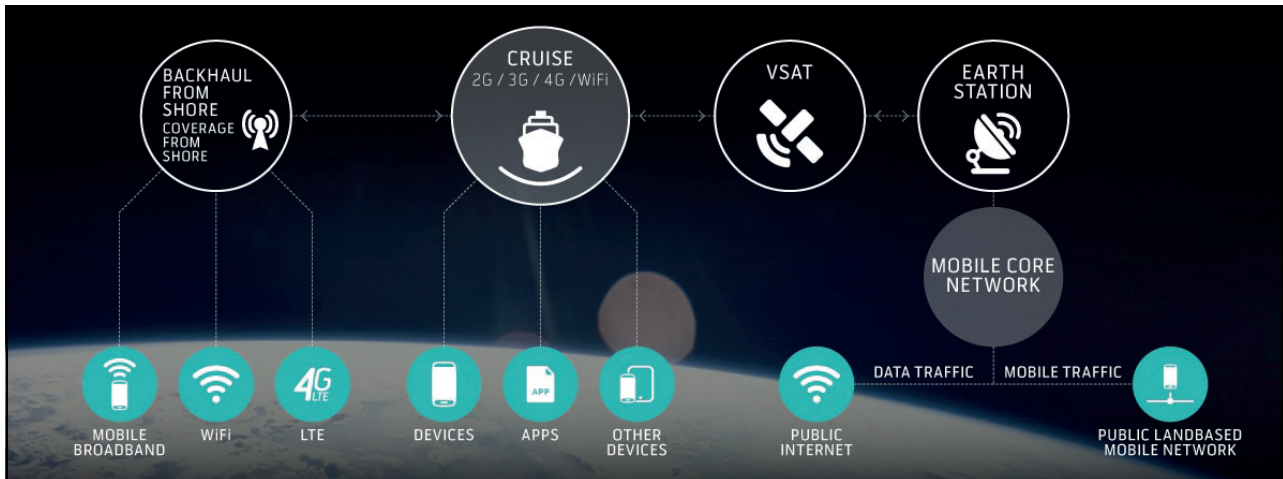 BACKHAUL
FROM
SHORE
COVERAGE
FROM
SHORE
CRUISE
2G / 3G / 4G / WiFi
VSAT
EARTH
STATION
MOBILE CORE
NETWORK
DATA TRAFFIC
MOBILE TRAFFIC
4G
LTE
APP
MOBILE
BROADBAND
WiFi
LTE
DEVICES
APPS
OTHER
DEVICES
PUBLIC
INTERNET
PUBLIC LANDBASED
MOBILE NETWORK